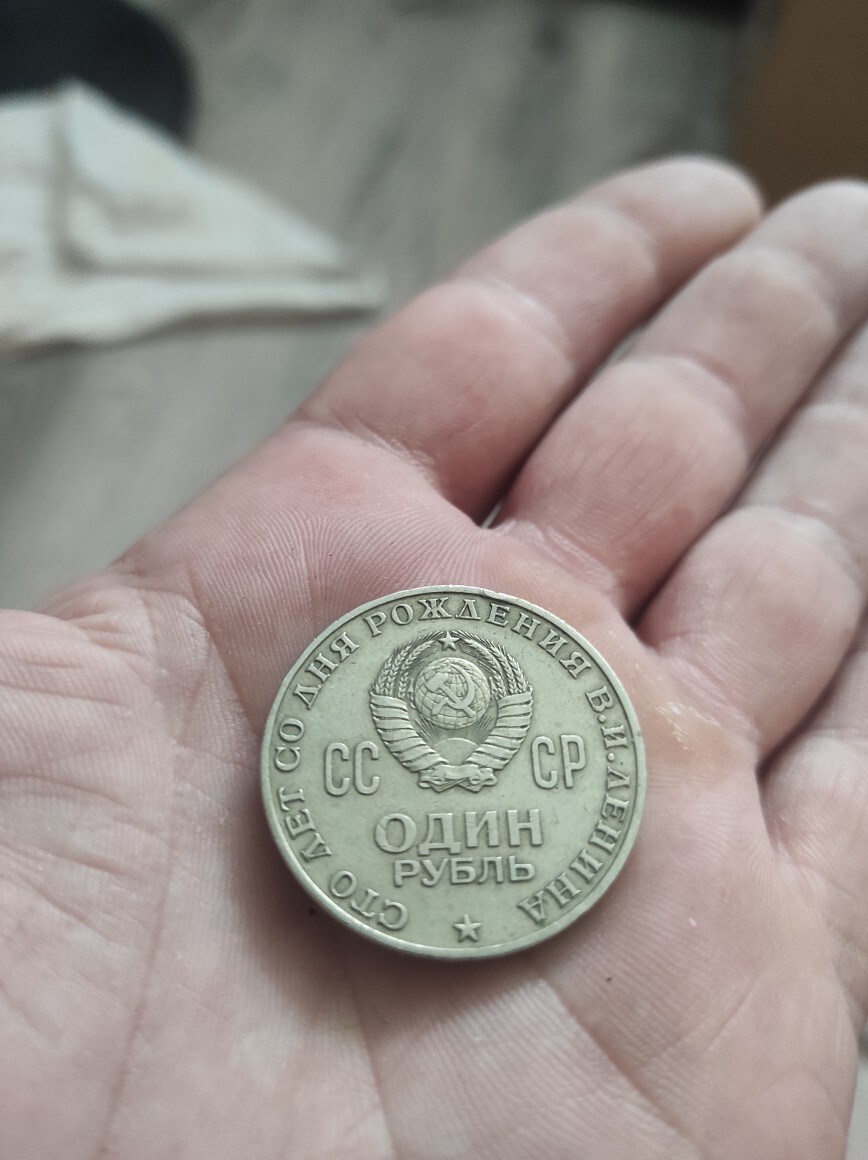 СТО ЛЕТ СО ДНЯ РОЖДЕНИЯ В.И.ЛЕНИНА
СС СР
ОДИН
РУБЛЬ